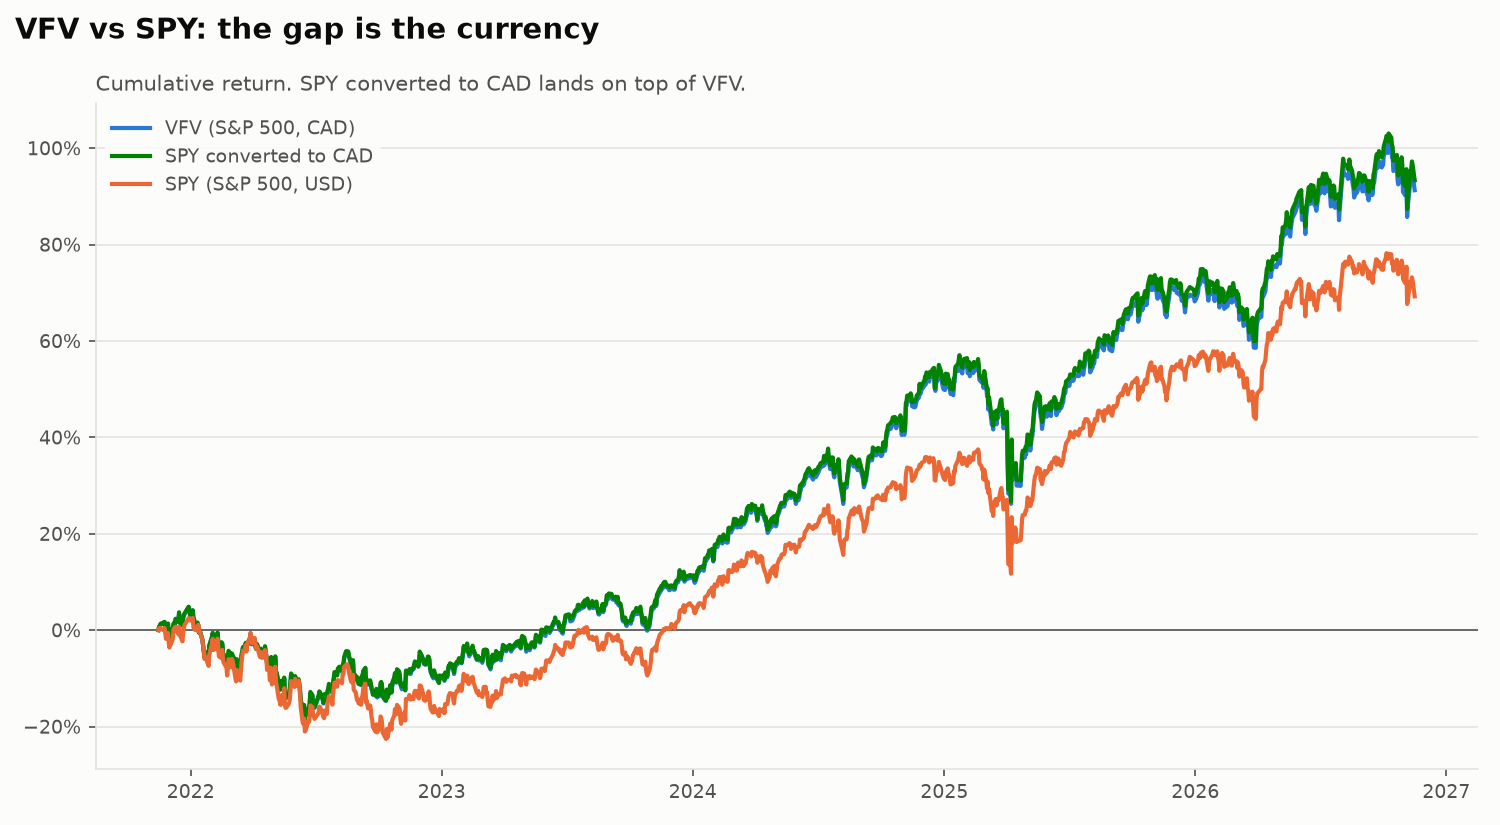 VFV vs SPY: the gap is the currency
Cumulative return. SPY converted to CAD lands on top of VFV.
VFV (S&P 500, CAD)
SPY converted to CAD
SPY (S&P 500, USD)
100%
80%
60%
40%
20%
0%
−20%
2022
2023
2024
2025
2026
2027